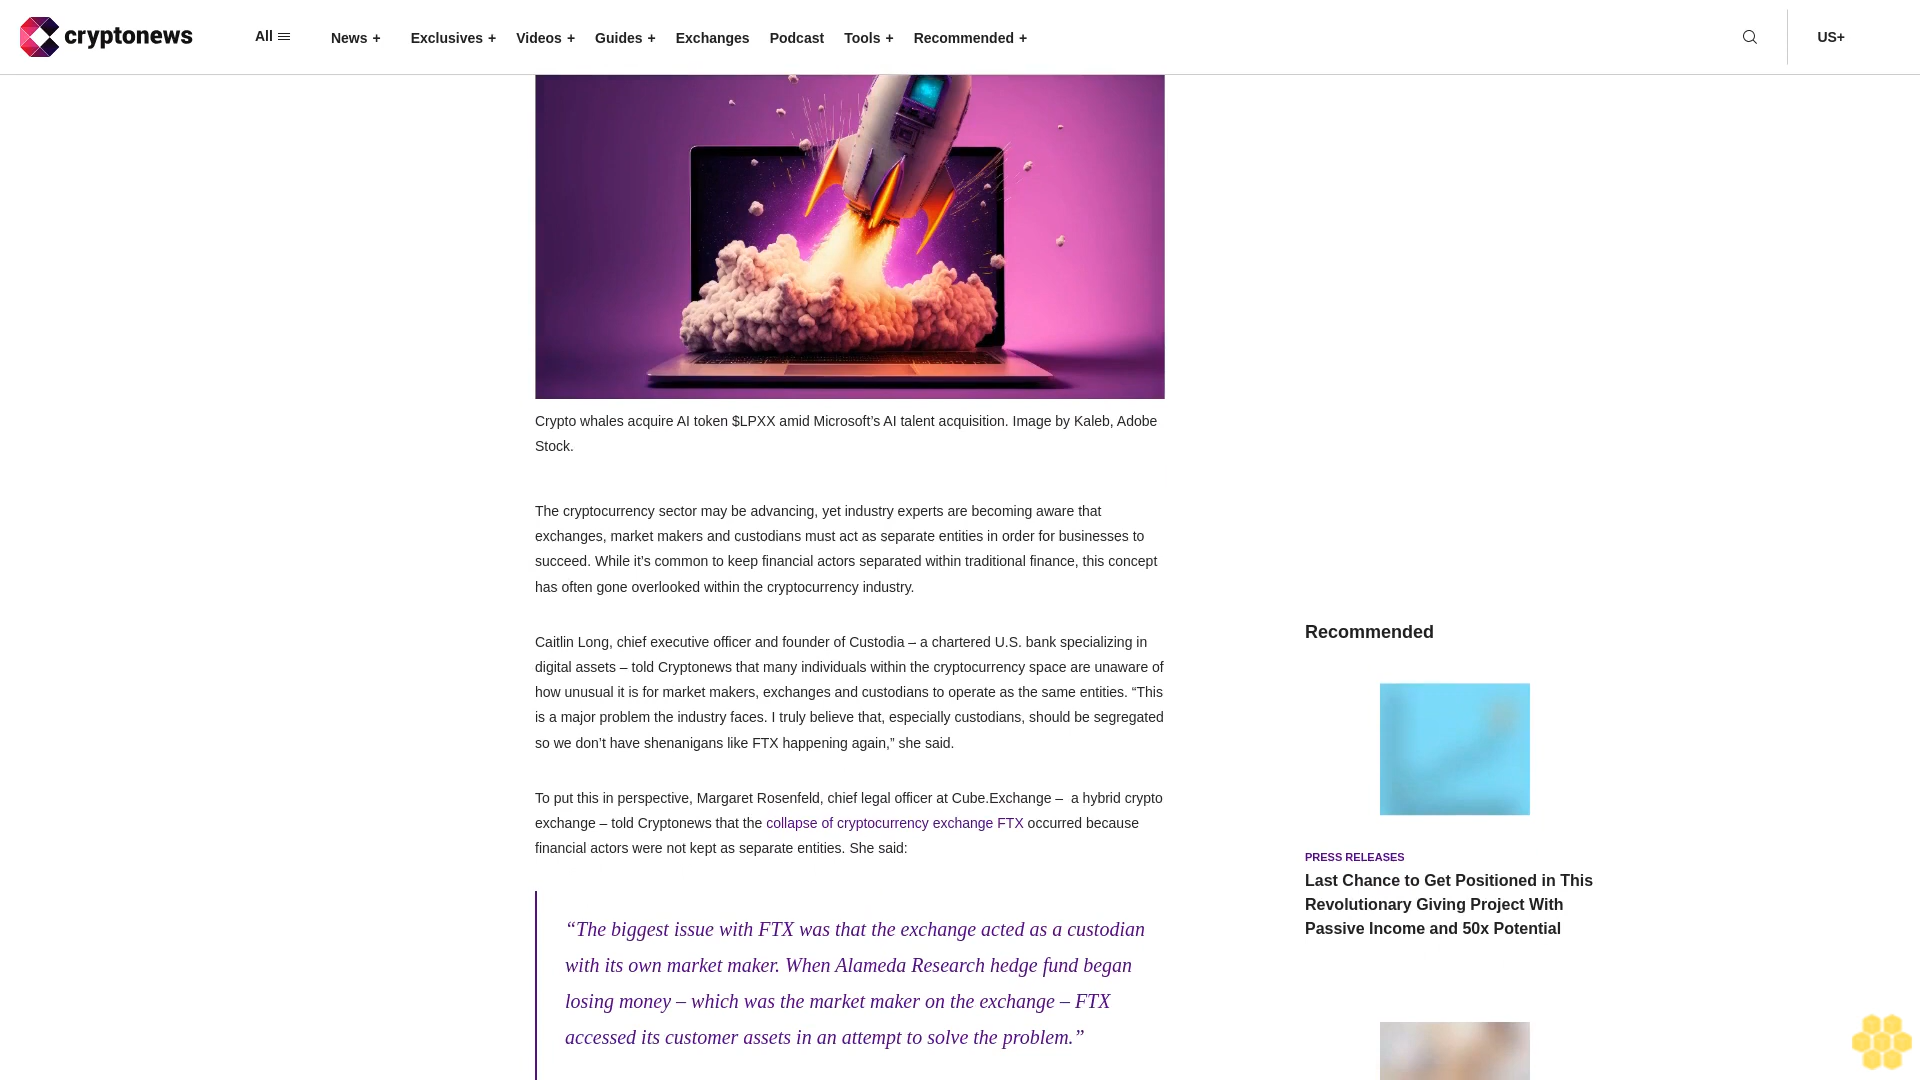 cryptonews
All
News +
Exclusives +
Videos +
Guides +
Exchanges
Podcast
Tools +
Recommended +
US+
Crypto whales acquire AI token $LPXX amid Microsoft’s AI talent acquisition. Image by Kaleb, Adobe
Stock.
The cryptocurrency sector may be advancing, yet industry experts are becoming aware that
exchanges, market makers and custodians must act as separate entities in order for businesses to
succeed. While it’s common to keep financial actors separated within traditional finance, this concept
has often gone overlooked within the cryptocurrency industry.
Caitlin Long, chief executive officer and founder of Custodia – a chartered U.S. bank specializing in
digital assets – told Cryptonews that many individuals within the cryptocurrency space are unaware of
how unusual it is for market makers, exchanges and custodians to operate as the same entities. “This
is a major problem the industry faces. I truly believe that, especially custodians, should be segregated
so we don’t have shenanigans like FTX happening again,” she said.
To put this in perspective, Margaret Rosenfeld, chief legal officer at Cube.Exchange –  a hybrid crypto
exchange – told Cryptonews that the collapse of cryptocurrency exchange FTX occurred because
financial actors were not kept as separate entities. She said:
“The biggest issue with FTX was that the exchange acted as a custodian
with its own market maker. When Alameda Research hedge fund began
losing money – which was the market maker on the exchange – FTX
accessed its customer assets in an attempt to solve the problem.”
Recommended
PRESS RELEASES
Last Chance to Get Positioned in This
Revolutionary Giving Project With
Passive Income and 50x Potential